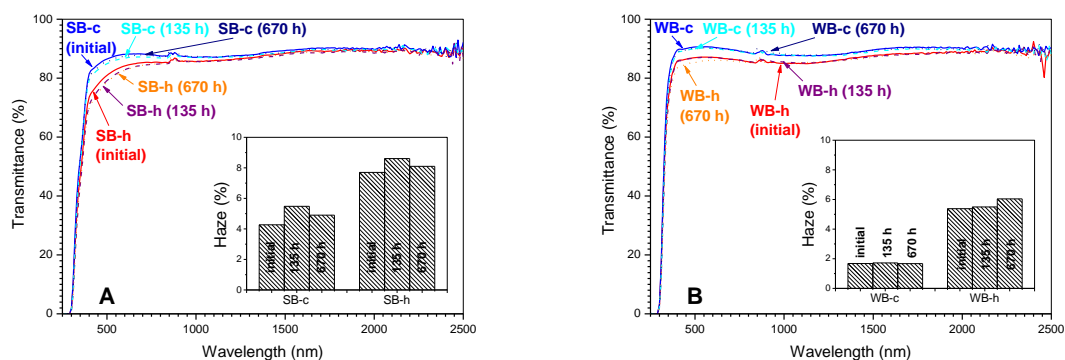 100
80
60
40
20
0
Transmittance (%)
500
1000
1500
2000
2500
Wavelength (nm)
SB-c
(initial)
SB-c (135 h)
SB-c (670 h)
SB-h (670 h)
SB-h (135 h)
SB-h
(initial)
A
10
8
6
4
2
0
Haze (%)
initial
135 h
670 h
initial
135 h
670 h
SB-c
SB-h
100
80
60
40
20
0
Transmittance (%)
500
1000
1500
2000
2500
Wavelength (nm)
WB-c
(initial)
WB-c (135 h)
WB-c (670 h)
WB-h
(670 h)
WB-h
(initial)
WB-h (135 h)
B
10
8
6
4
2
0
Haze (%)
initial
135 h
670 h
initial
135 h
670 h
WB-c
WB-h